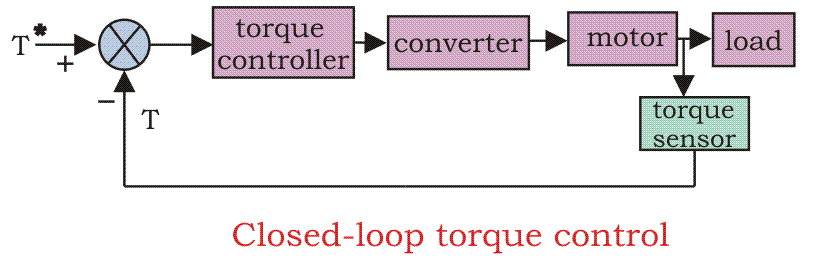 T*
+
−
T
torque
controller
converter
motor
load
torque
sensor
Closed-loop torque control